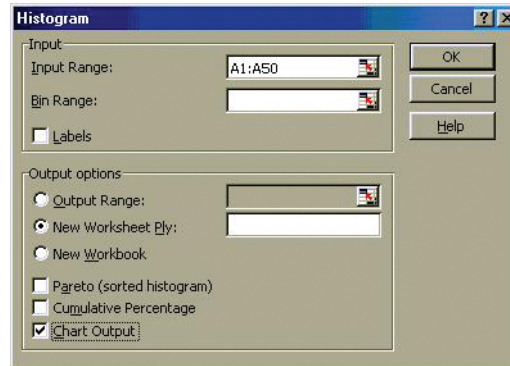 Histogram
Input
Input Range: A1:A50
Bin Range:
Labels
OK
Cancel
Help
Output options
Output Range:
New Worksheet Ply:
New Workbook
Pareto (sorted histogram)
Cumulative Percentage
Chart Output